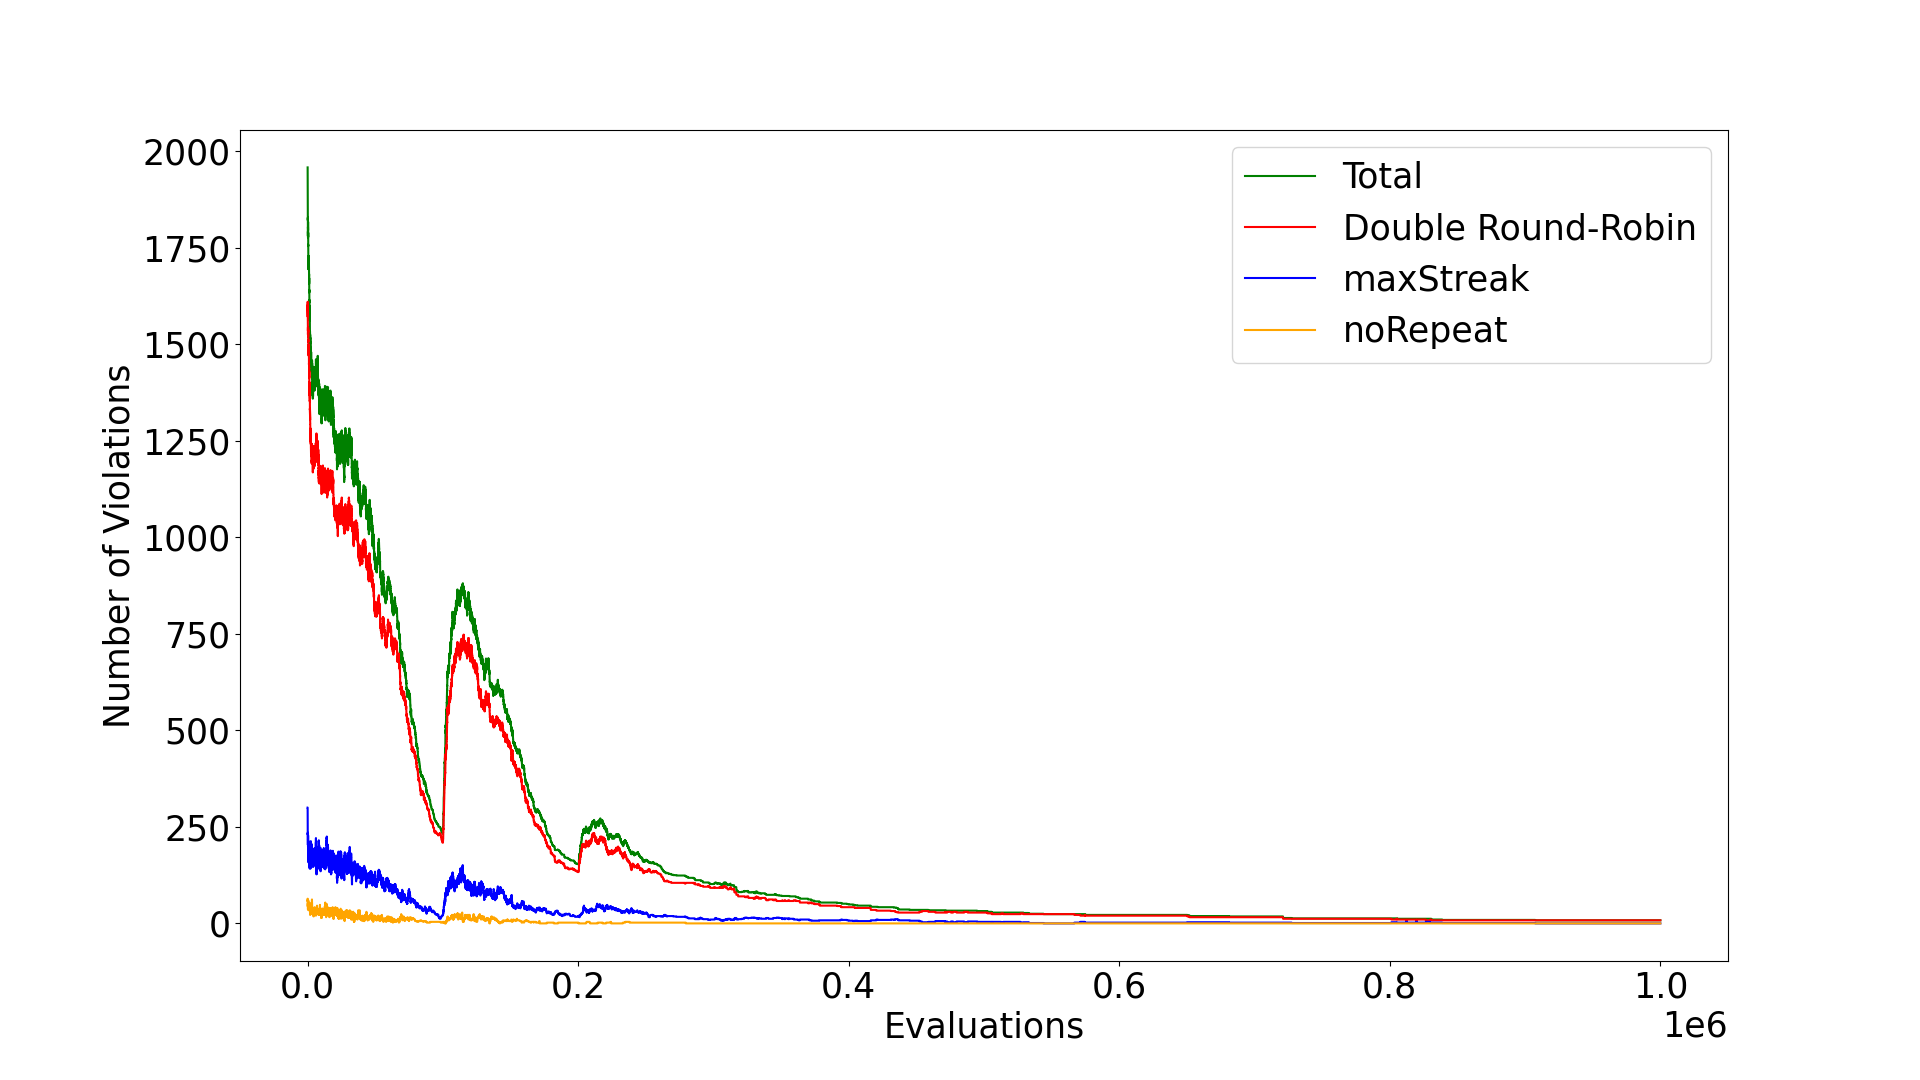 Number of Violations
2000
1750
1500
1250
1000
750
500
250
0
Total
Double Round-Robin
maxStreak
noRepeat
0.0 0.2 0.4 0.6 0.8 1.0
Evaluations
1e6